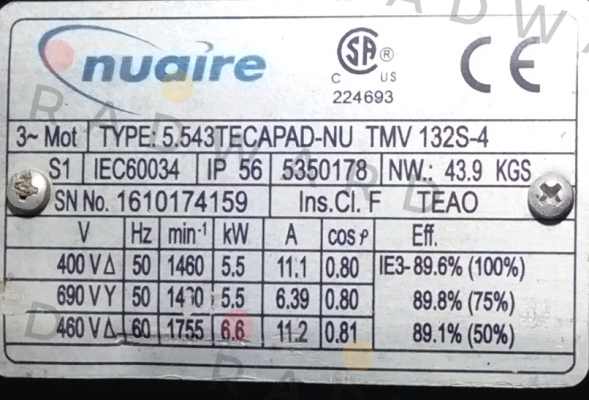 nuaire
CSA ®
C US
224693
CE
3~ Mot TYPE: 5.543TECAPAD-NU TMV 132S-4
S1 IEC60034 IP 56 5350178 NW.: 43.9 KGS
SN No. 1610174159 Ins.Cl. F TEAO
V Hz min-¹ kW A cos ρ Eff.
400 V Δ 50 1460 5.5 11.1 0.80 IE3- 89.6% (100%)
690 V Y 50 5.5 6.39 0.80 89.8% (75%)
460 V Δ 60 1755 6.6 11.2 0.81 89.1% (50%)